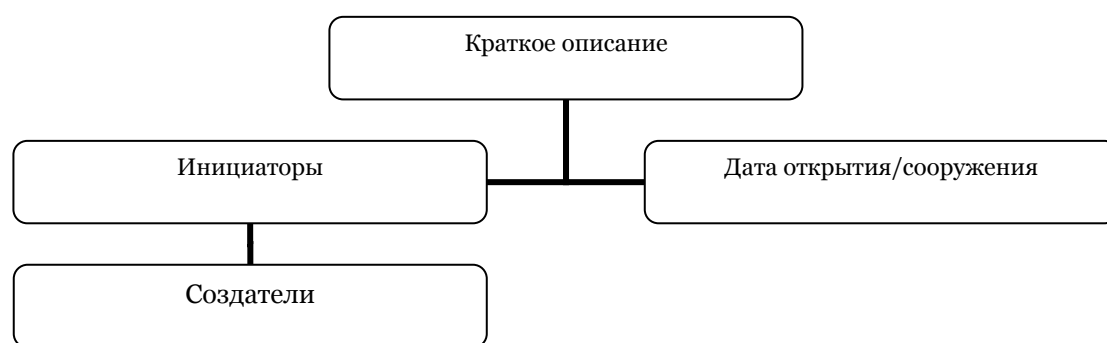 Краткое описание
Инициаторы
Дата открытия/сооружения
Создатели